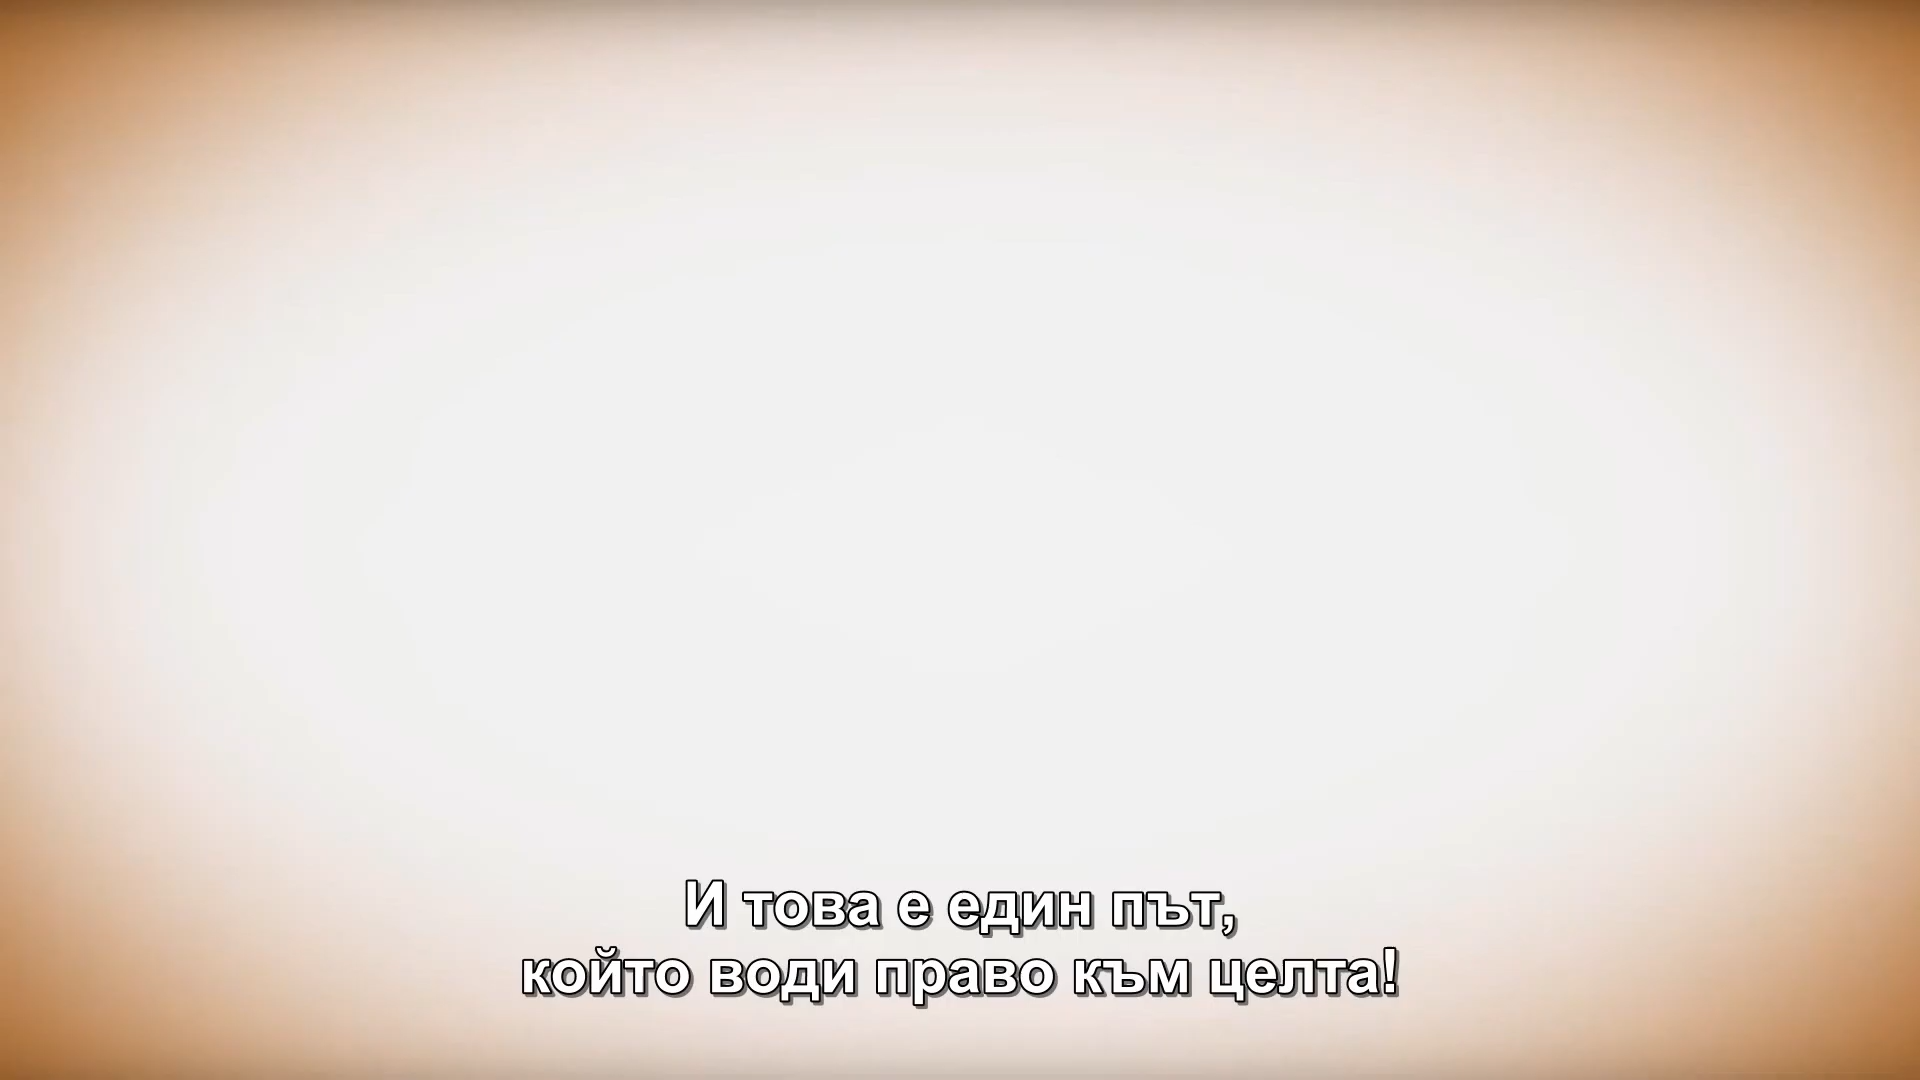 И това е един път,
който води право към целта!